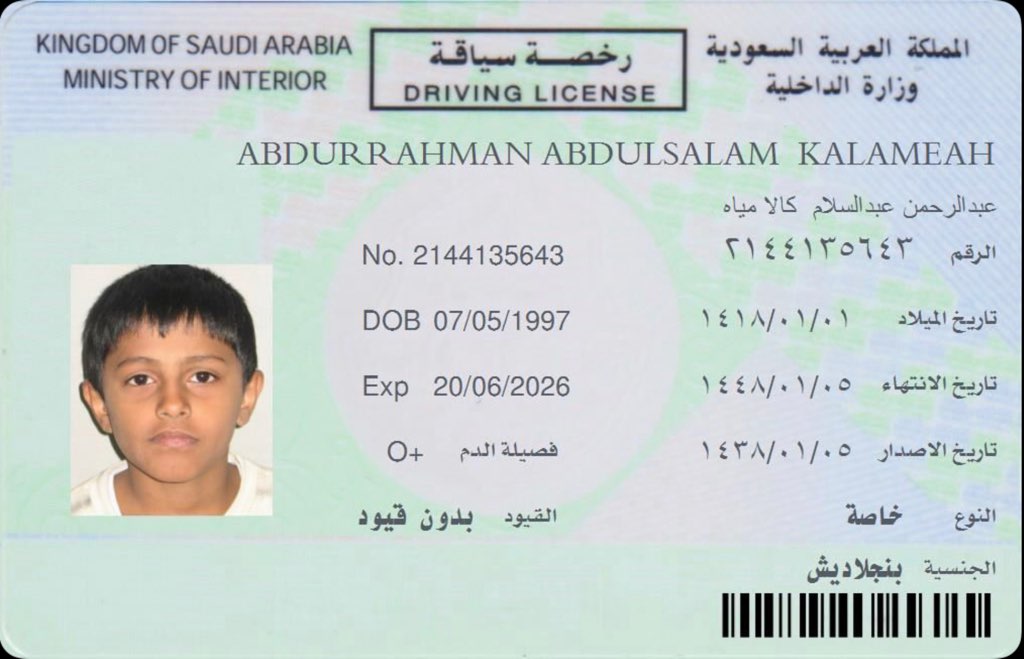 KINGDOM OF SAUDI ARABIA
MINISTRY OF INTERIOR
رخصة سياقة
DRIVING LICENSE
المملكة العربية السعودية
وزارة الداخلية
ABDURRAHMAN ABDULSALAM KALAMEAH
عبدالرحمن عبدالسلام كالا مياه
No. 2144135643
الرقم ٢١٤٤١٣٥٦٤٣
DOB 07/05/1997
تاريخ الميلاد ١٤١٨/٠١/٠١
Exp 20/06/2026
تاريخ الانتهاء ١٤٤٨/٠١/٠٥
فصيلة الدم O+
تاريخ الاصدار ١٤٣٨/٠١/٠٥
القيود بدون قيود
النوع خاصة
الجنسية بنجلاديش